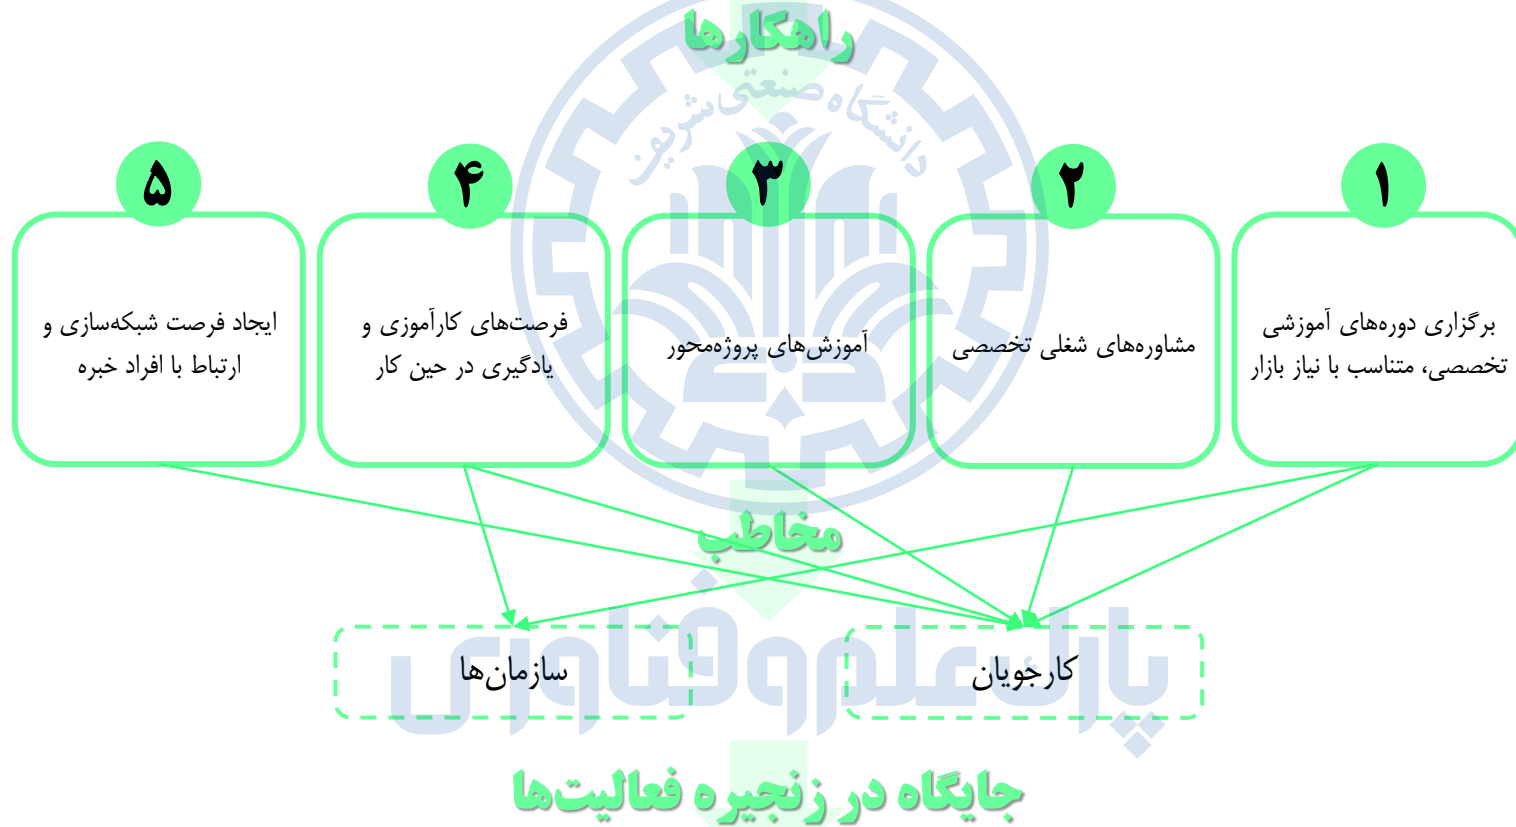 راهکارها
دانشگاه صنعتی شریف
۱
۲
۳
۴
۵
برگزاری دوره‌های آموزشی
تخصصی، متناسب با نیاز بازار
مشاوره‌های شغلی تخصصی
آموزش‌های پروژه‌محور
فرصت‌های کارآموزی و
یادگیری در حین کار
ایجاد فرصت شبکه‌سازی و
ارتباط با افراد خبره
مخاطب
کارجویان
سازمان‌ها
پارک علم و فناوری
جایگاه در زنجیره فعالیت‌ها